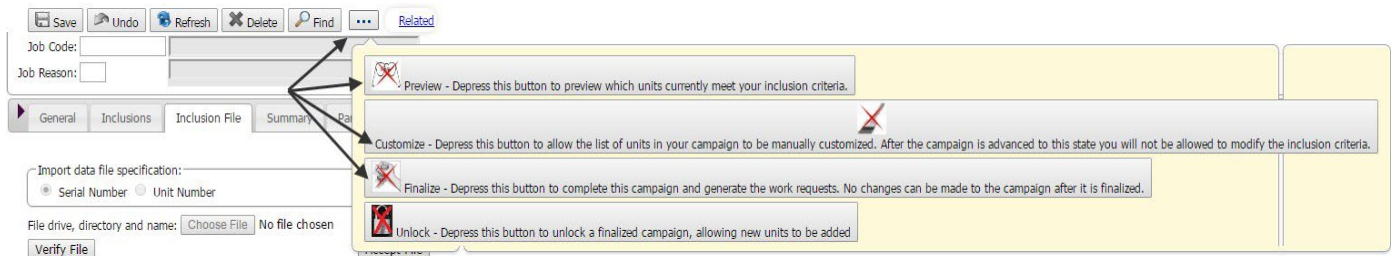 Save Undo Refresh Delete Find ... Related
Job Code:
Job Reason:
Preview - Depress this button to preview which units currently meet your inclusion criteria.
General Inclusions Inclusion File Summary
Customize - Depress this button to allow the list of units in your campaign to be manually customized. After the campaign is advanced to this state you will not be allowed to modify the inclusion criteria.
Import data file specification:
Serial Number Unit Number
Finalize - Depress this button to complete this campaign and generate the work requests. No changes can be made to the campaign after it is finalized.
File drive, directory and name: Choose File No file chosen
Unlock - Depress this button to unlock a finalized campaign, allowing new units to be added
Verify File